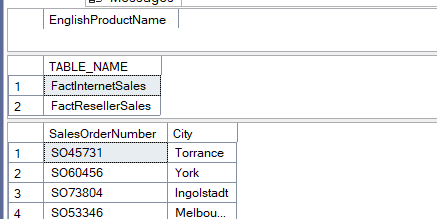 Messages
EnglishProductName
TABLE_NAME
1 FactInternetSales
2 FactResellerSales
SalesOrderNumber City
1 SO45731 Torrance
2 SO60456 York
3 SO73804 Ingolstadt
4 SO53346 Melbou...